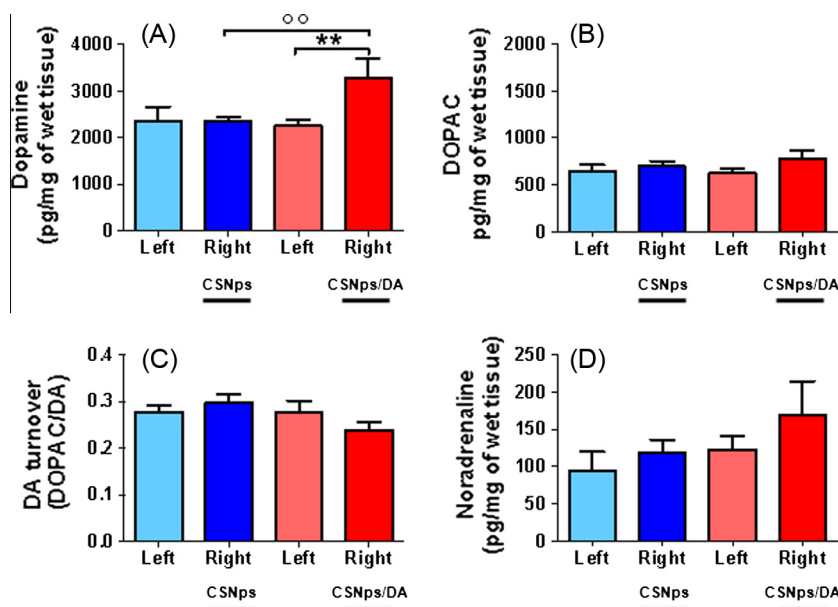 (A)
°°
**
Dopamine
(pg/mg of wet tissue)
4000
3000
2000
1000
0
Left Right Left Right
CSNps CSNps/DA
(B)
DOPAC
pg/mg of wet tissue)
2000
1500
1000
500
0
Left Right Left Right
CSNps CSNps/DA
(C)
DA turnover
(DOPAC/DA)
0.4
0.3
0.2
0.1
0.0
Left Right Left Right
CSNps CSNps/DA
(D)
Noradrenaline
(pg/mg of wet tissue)
250
200
150
100
50
0
Left Right Left Right
CSNps CSNps/DA